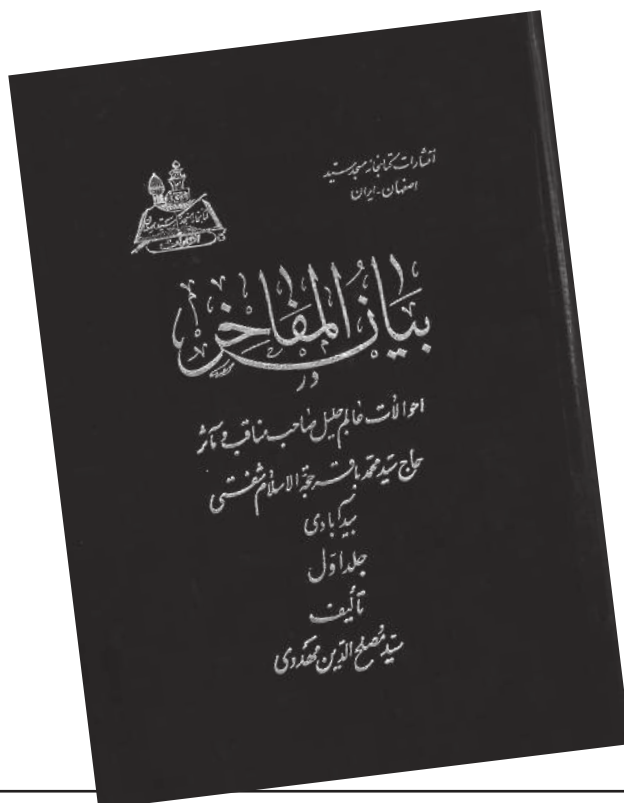 انتشارات کتابخانه مسجد سید
اصفهان - ایران
بیان المفاخر
در
احوالات عالم جلیل صاحب مناقب و مآثر
حاج سید محمد باقر حجة الاسلام شفتی
بیدآبادی
جلد اول
تألیف
سید مصلح الدین مهدوی